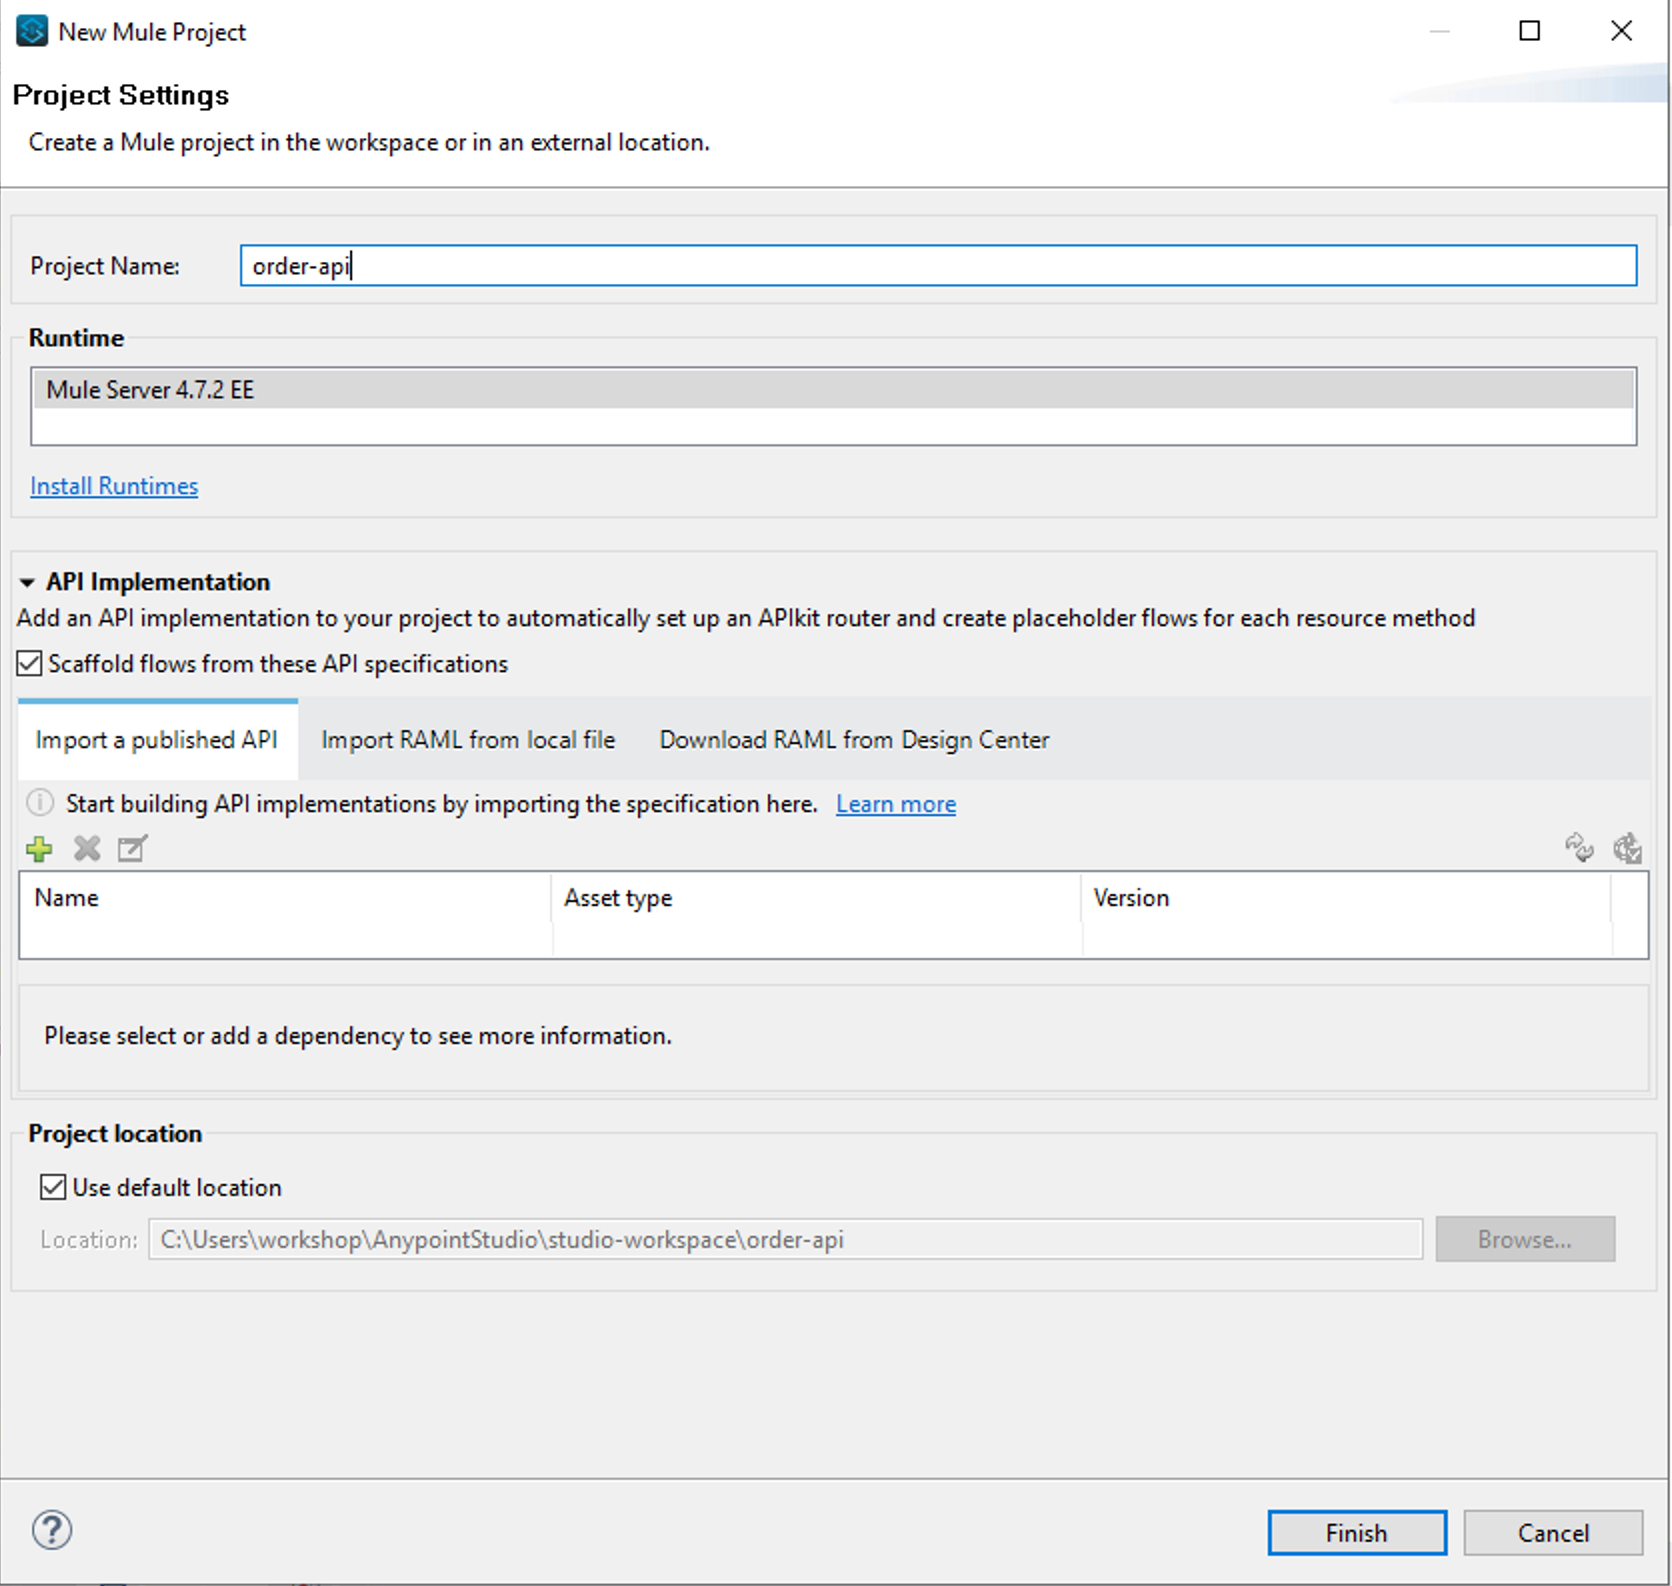 New Mule Project
Project Settings
Create a Mule project in the workspace or in an external location.
Project Name: order-api
Runtime
Mule Server 4.7.2 EE
Install Runtimes
API Implementation
Add an API implementation to your project to automatically set up an APIkit router and create placeholder flows for each resource method
Scaffold flows from these API specifications
Import a published API Import RAML from local file Download RAML from Design Center
Start building API implementations by importing the specification here. Learn more
Name Asset type Version
Please select or add a dependency to see more information.
Project location
Use default location
Location: C:\Users\workshop\AnypointStudio\studio-workspace\order-api Browse...
Finish Cancel